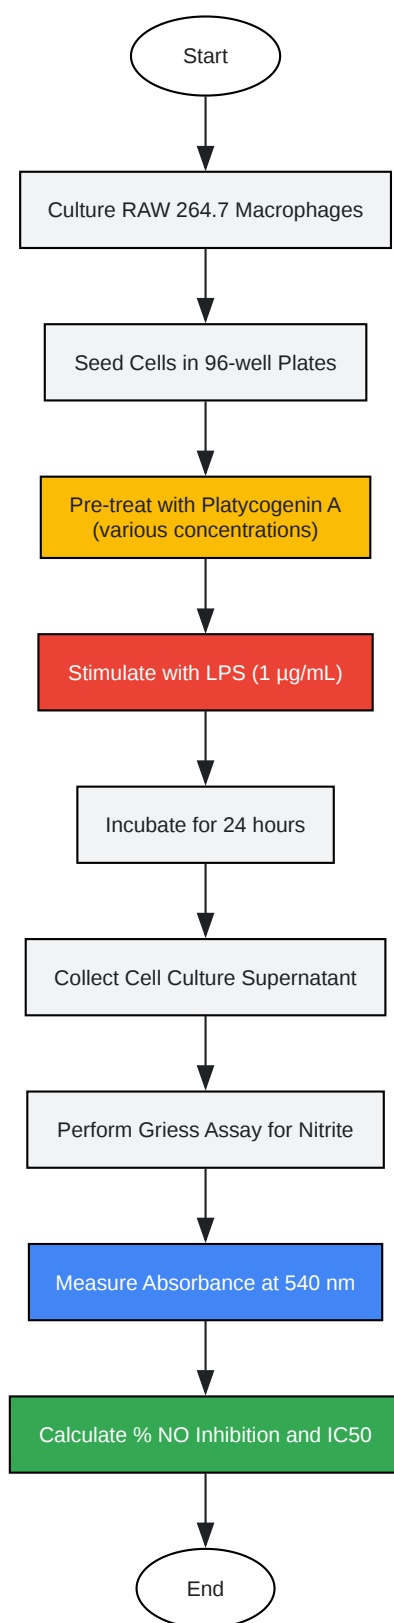 Start
Culture RAW 264.7 Macrophages
Seed Cells in 96-well Plates
Pre-treat with Platycogenin A
(various concentrations)
Stimulate with LPS (1 µg/mL)
Incubate for 24 hours
Collect Cell Culture Supernatant
Perform Griess Assay for Nitrite
Measure Absorbance at 540 nm
Calculate % NO Inhibition and IC50
End